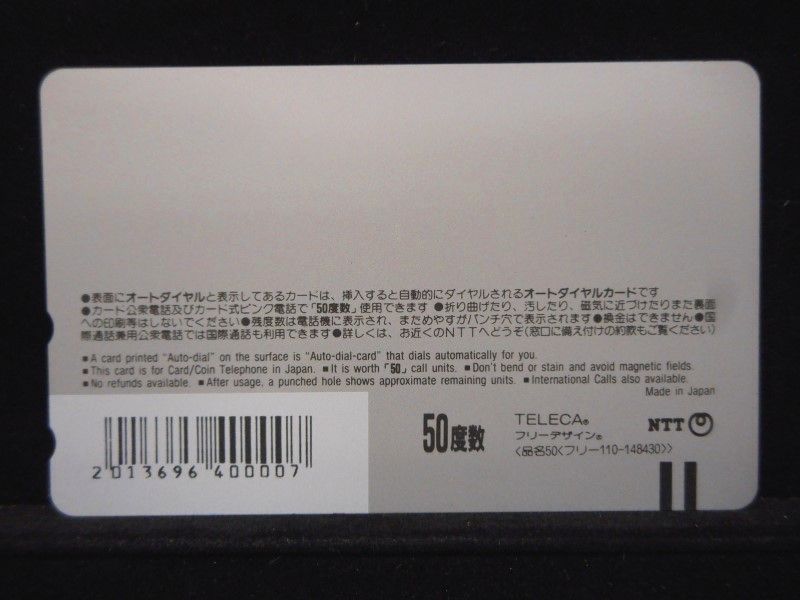 ●表面にオートダイヤルと表示してあるカードは、挿入すると自動的にダイヤルされるオートダイヤルカードです
●カード公衆電話及びカード式ピンク電話で「50度数」使用できます ●折り曲げたり、汚したり、磁気に近づけたりまた裏面
への印刷等はしないでください ●残度数は電話機に表示され、まためやすがパンチ穴で表示されます ●換金はできません ●国
際通話兼用公衆電話では国際通話も利用できます ●詳しくは、お近くのNTTへどうぞ(窓口に備え付けの約款もご覧ください)
■A card printed "Auto-dial" on the surface is "Auto-dial-card" that dials automatically for you.
■This card is for Card/Coin Telephone in Japan. ■It is worth「50」call units. ■Don't bend or stain and avoid magnetic fields.
■No refunds available. ■After usage, a punched hole shows approximate remaining units. ■International Calls also available.
Made in Japan
2013696 400007
50度数
TELECA®
フリーデザイン®
〈品名50〈フリー110-148430〉〉
NTT